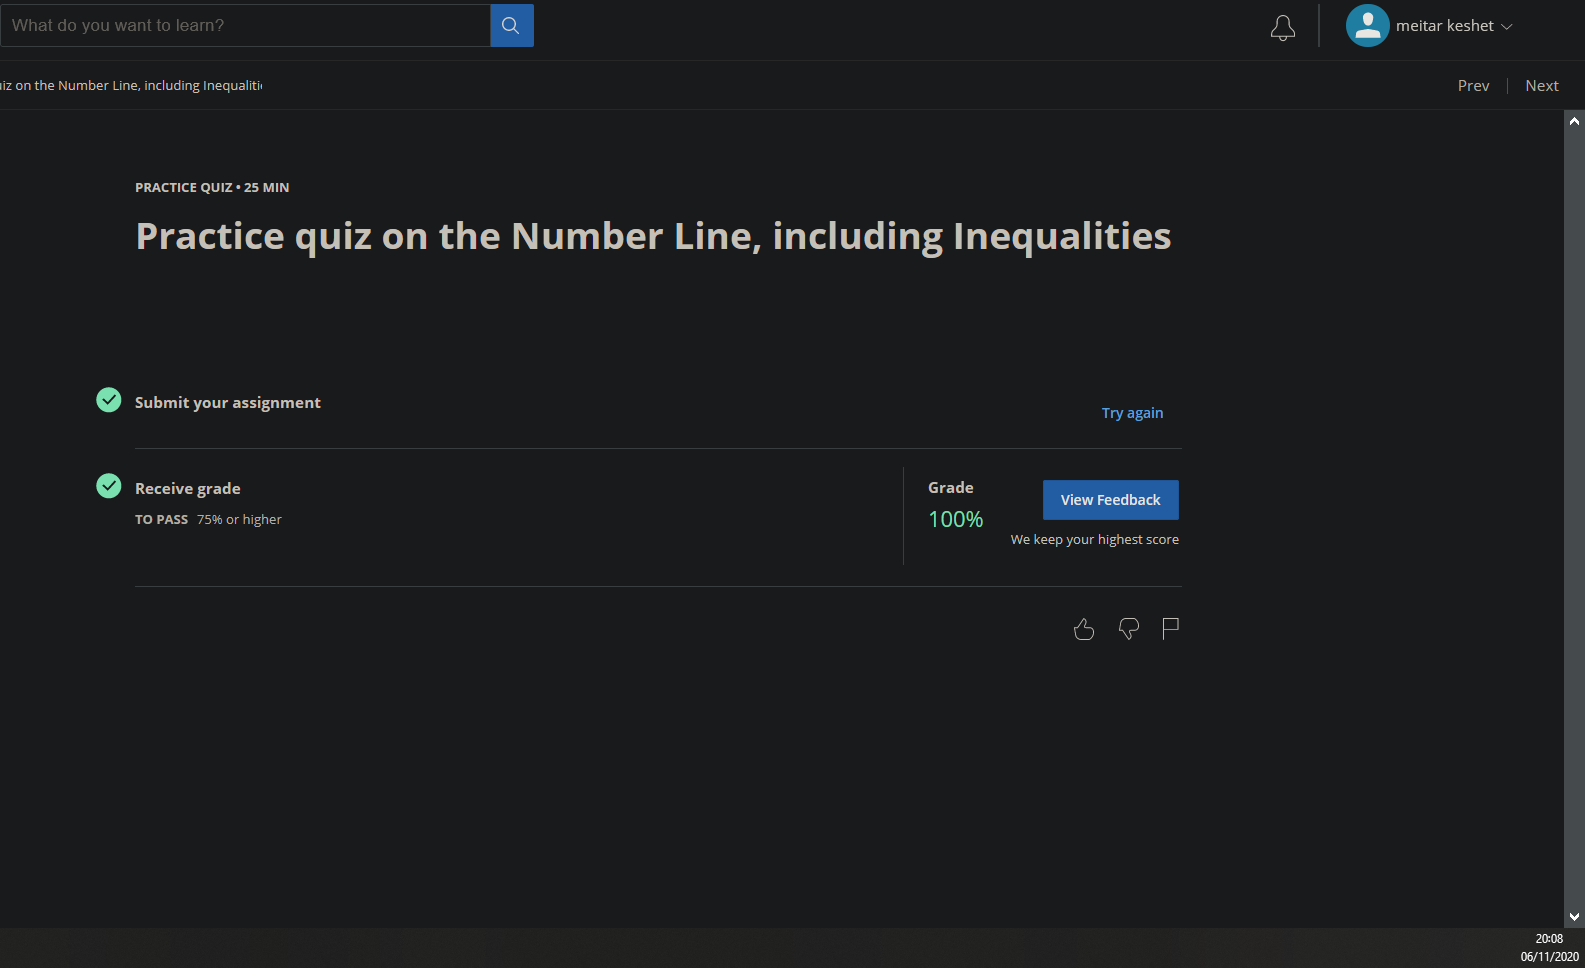 What do you want to learn?
meitar keshet
iz on the Number Line, including Inequaliti
Prev
Next
PRACTICE QUIZ • 25 MIN
Practice quiz on the Number Line, including Inequalities
Submit your assignment
Try again
Receive grade
TO PASS 75% or higher
Grade
100%
View Feedback
We keep your highest score
20:08
06/11/2020